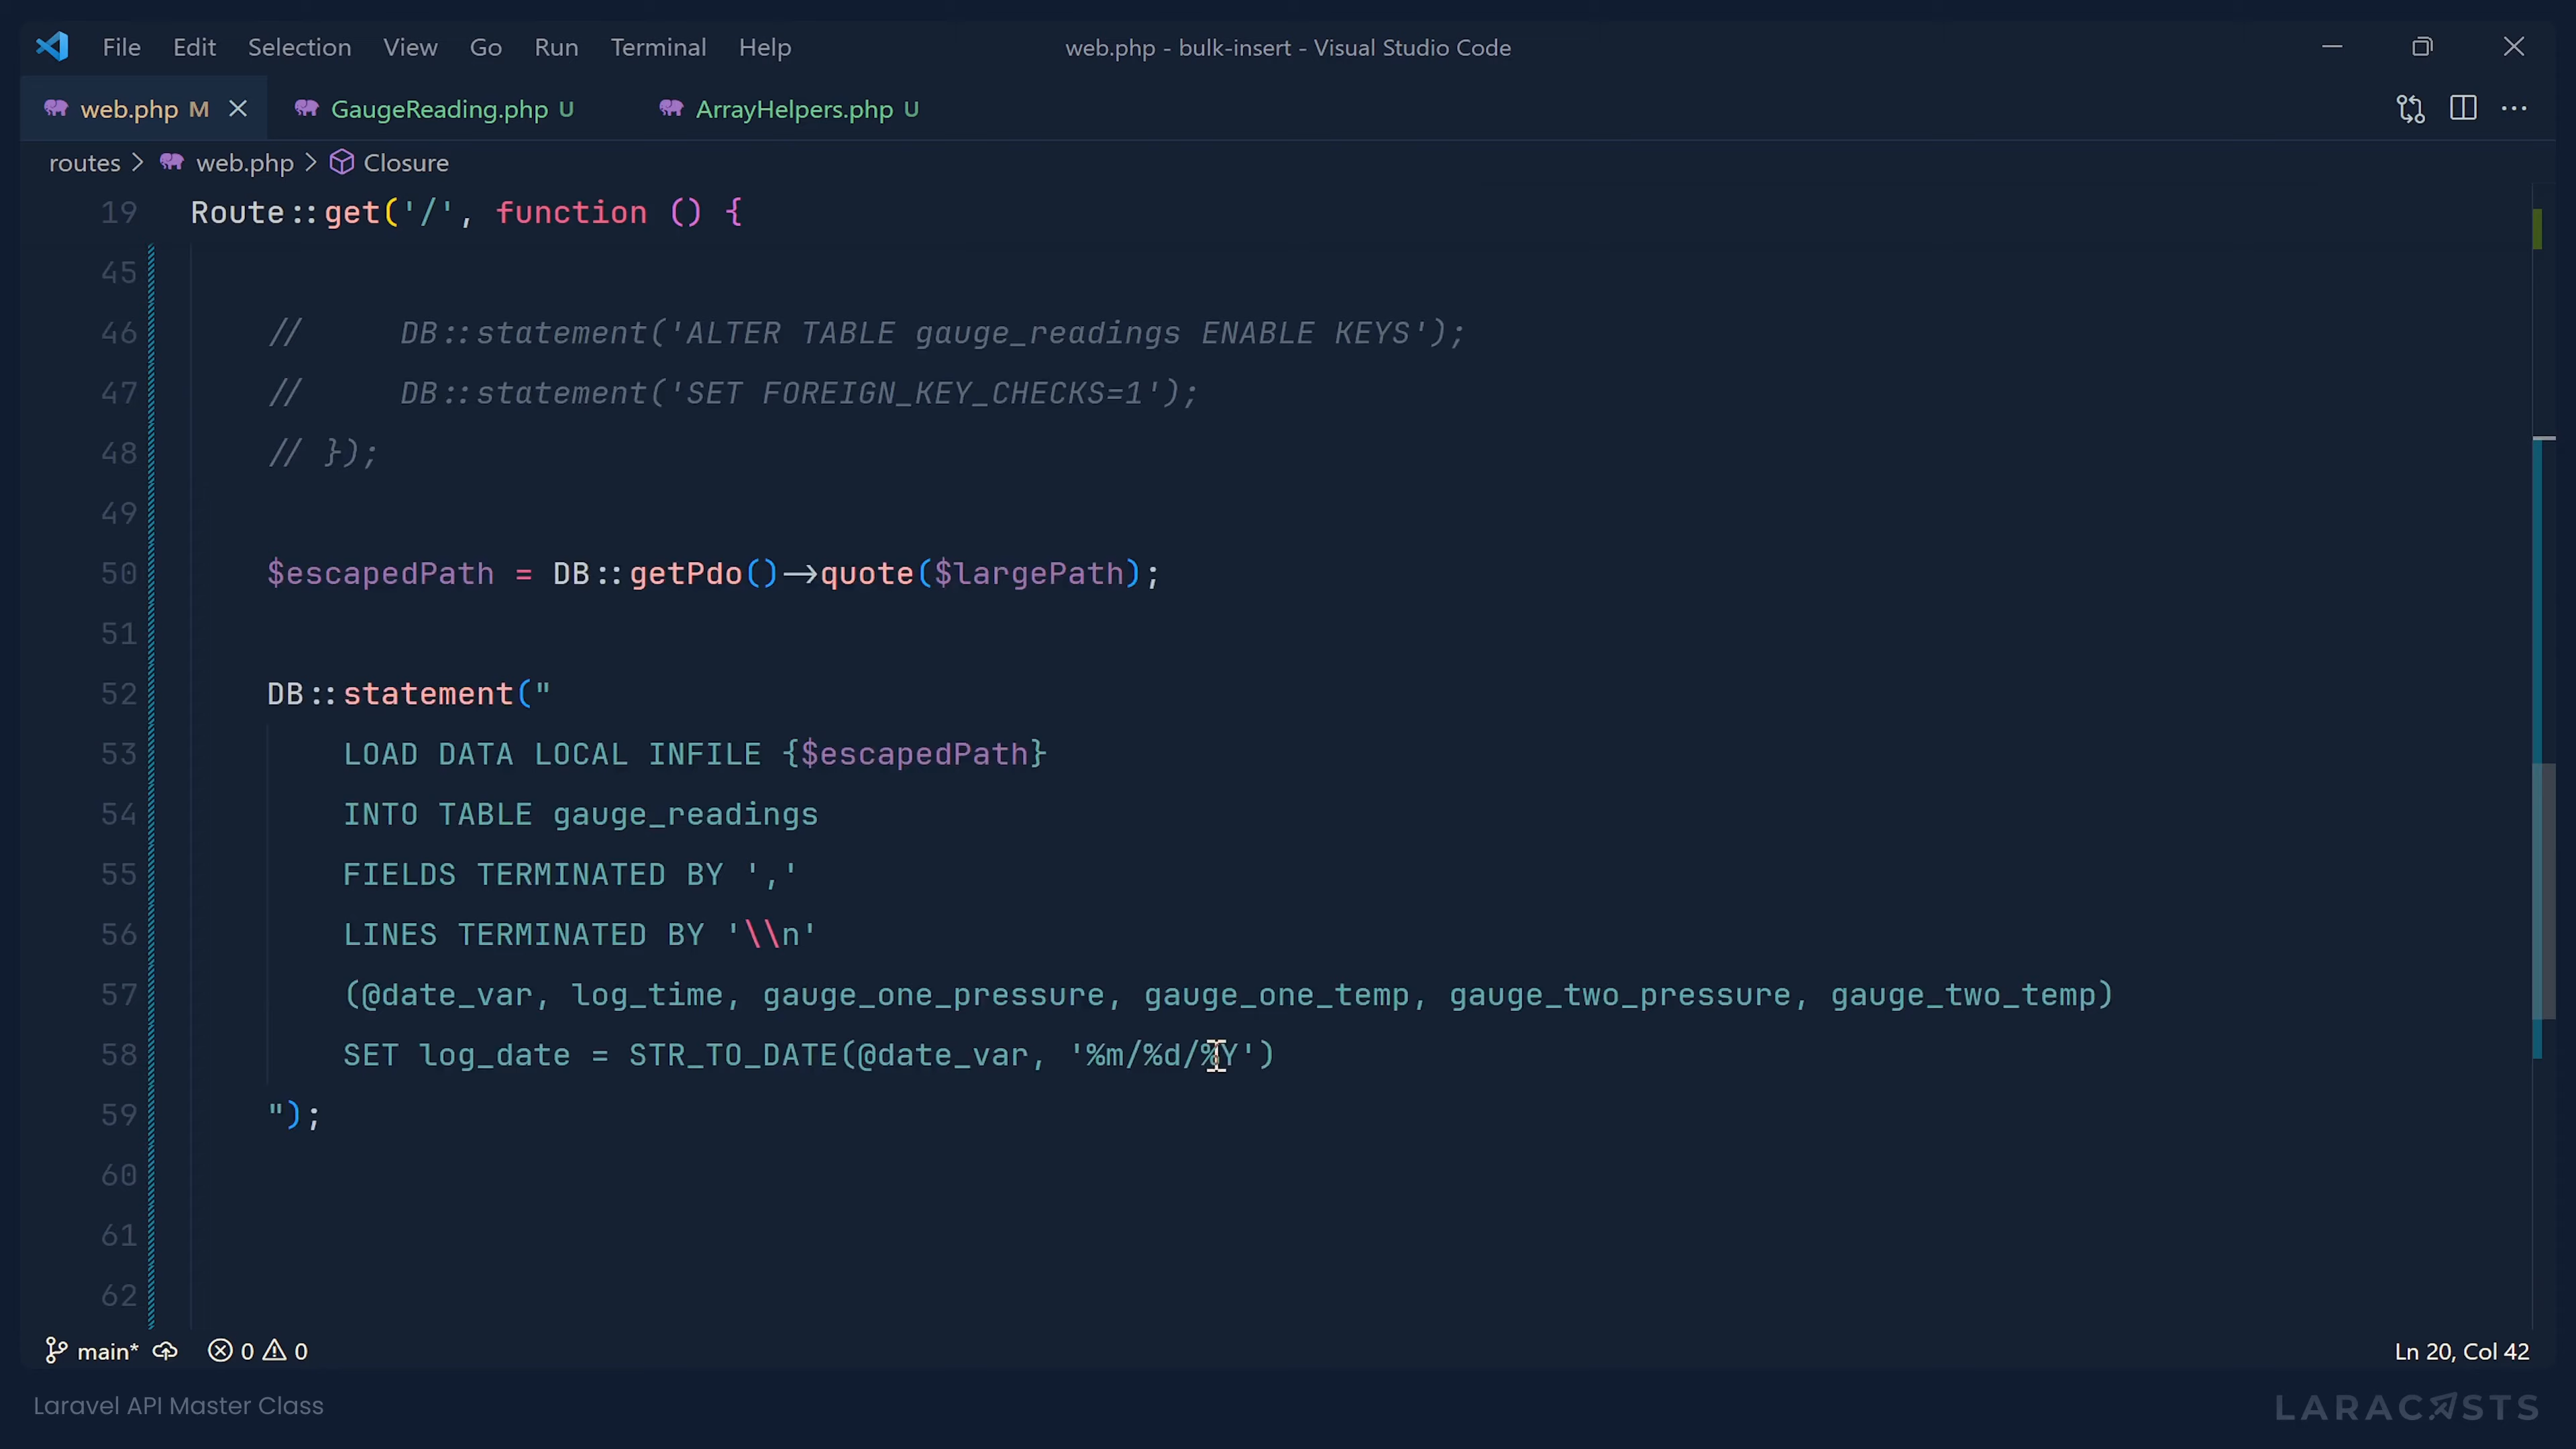 File Edit Selection View Go Run Terminal Help web.php - bulk-insert - Visual Studio Code
web.php M GaugeReading.php U ArrayHelpers.php U
routes > web.php > Closure
19 Route::get('/', function () {
45
46 // DB::statement('ALTER TABLE gauge_readings ENABLE KEYS');
47 // DB::statement('SET FOREIGN_KEY_CHECKS=1');
48 // });
49
50 $escapedPath = DB::getPdo()->quote($largePath);
51
52 DB::statement("
53 LOAD DATA LOCAL INFILE {$escapedPath}
54 INTO TABLE gauge_readings
55 FIELDS TERMINATED BY ','
56 LINES TERMINATED BY '\\n'
57 (@date_var, log_time, gauge_one_pressure, gauge_one_temp, gauge_two_pressure, gauge_two_temp)
58 SET log_date = STR_TO_DATE(@date_var, '%m/%d/%Y')
59 ");
60
61
62
main* 0 0 Ln 20, Col 42
Laravel API Master Class LARACASTS